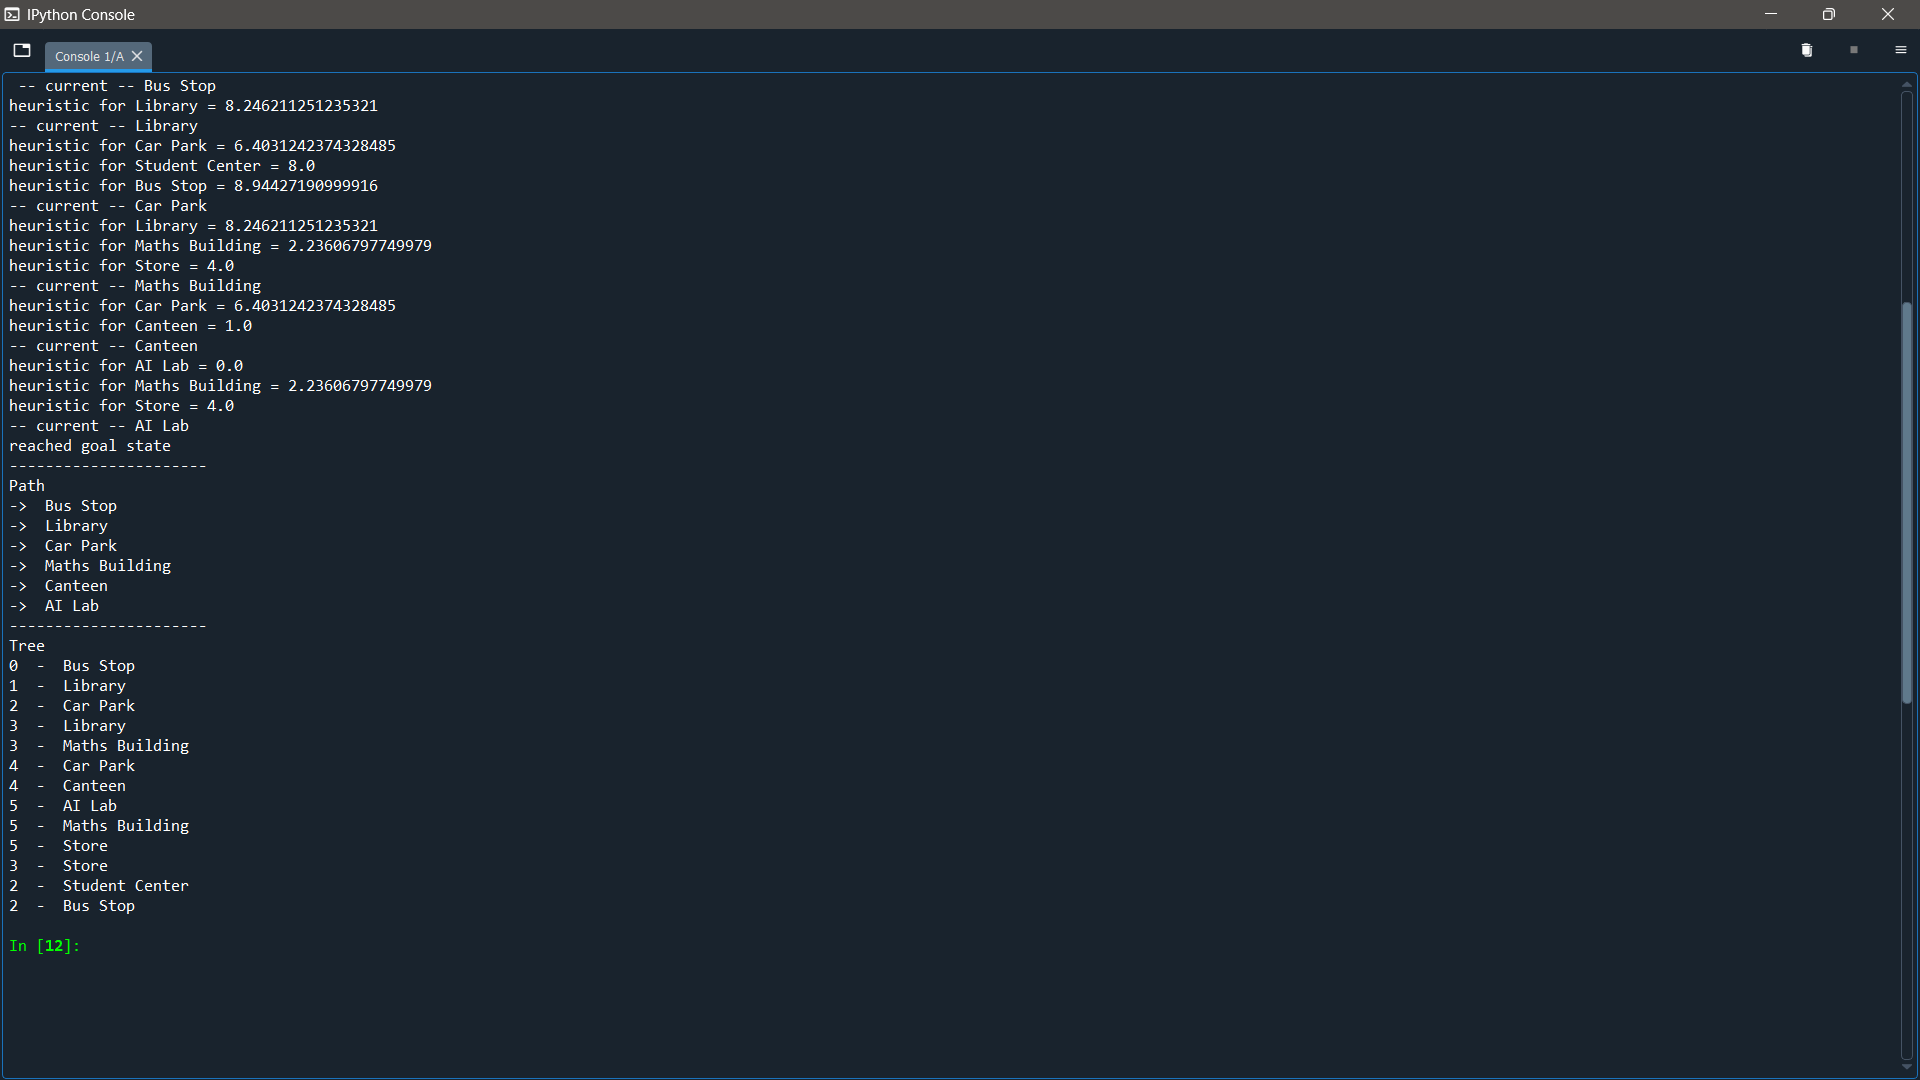 IPython Console
Console 1/A
-- current -- Bus Stop
heuristic for Library = 8.246211251235321
-- current -- Library
heuristic for Car Park = 6.4031242374328485
heuristic for Student Center = 8.0
heuristic for Bus Stop = 8.94427190999916
-- current -- Car Park
heuristic for Library = 8.246211251235321
heuristic for Maths Building = 2.23606797749979
heuristic for Store = 4.0
-- current -- Maths Building
heuristic for Car Park = 6.4031242374328485
heuristic for Canteen = 1.0
-- current -- Canteen
heuristic for AI Lab = 0.0
heuristic for Maths Building = 2.23606797749979
heuristic for Store = 4.0
-- current -- AI Lab
reached goal state
----------------------
Path
->  Bus Stop
->  Library
->  Car Park
->  Maths Building
->  Canteen
->  AI Lab
----------------------
Tree
0  -  Bus Stop
1  -  Library
2  -  Car Park
3  -  Library
3  -  Maths Building
4  -  Car Park
4  -  Canteen
5  -  AI Lab
5  -  Maths Building
5  -  Store
3  -  Store
2  -  Student Center
2  -  Bus Stop
In [12]: